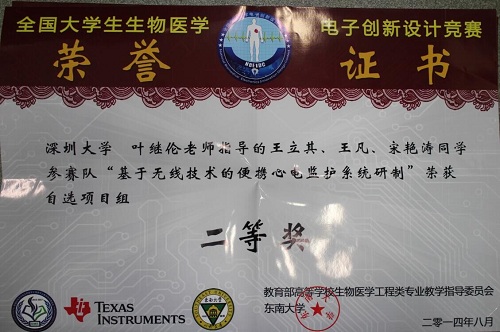 全国大学生生物医学 电子创新设计竞赛
荣誉 证书
深圳大学 叶继伦老师指导的王立其、王凡、宋艳涛同学
参赛队“基于无线技术的便携心电监护系统研制”荣获
自选项目组
二等奖
教育部高等学校生物医学工程类专业教学指导委员会
东南大学
TEXAS
INSTRUMENTS
二零一四年八月